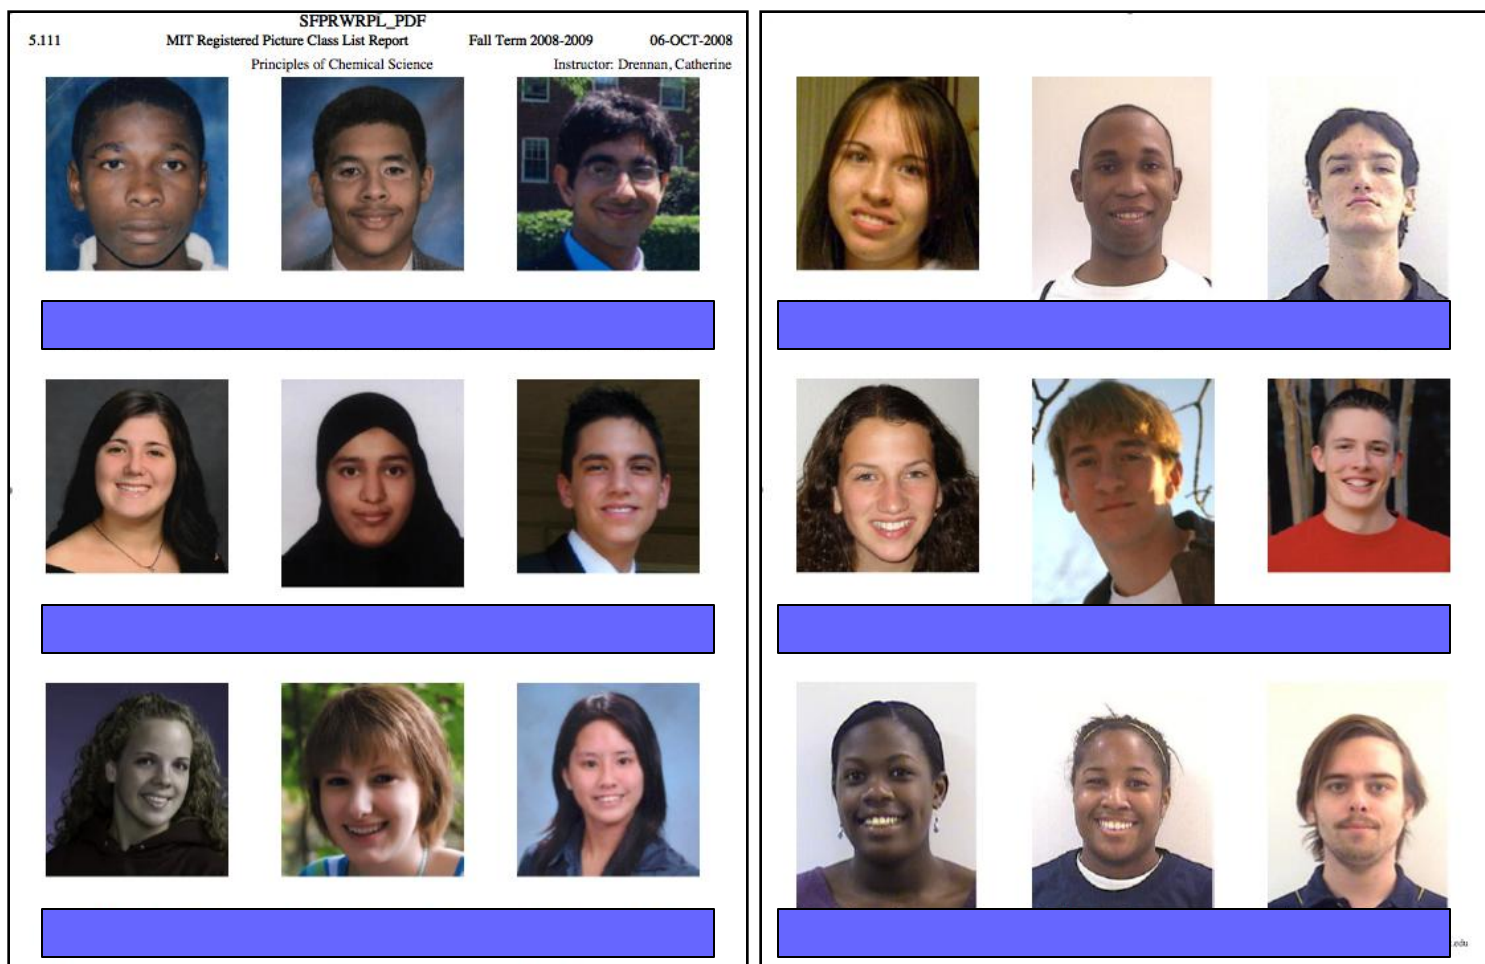 SFPRWRPL_PDF
5.111 MIT Registered Picture Class List Report Fall Term 2008-2009 06-OCT-2008
Principles of Chemical Science Instructor: Drennan, Catherine
.edu